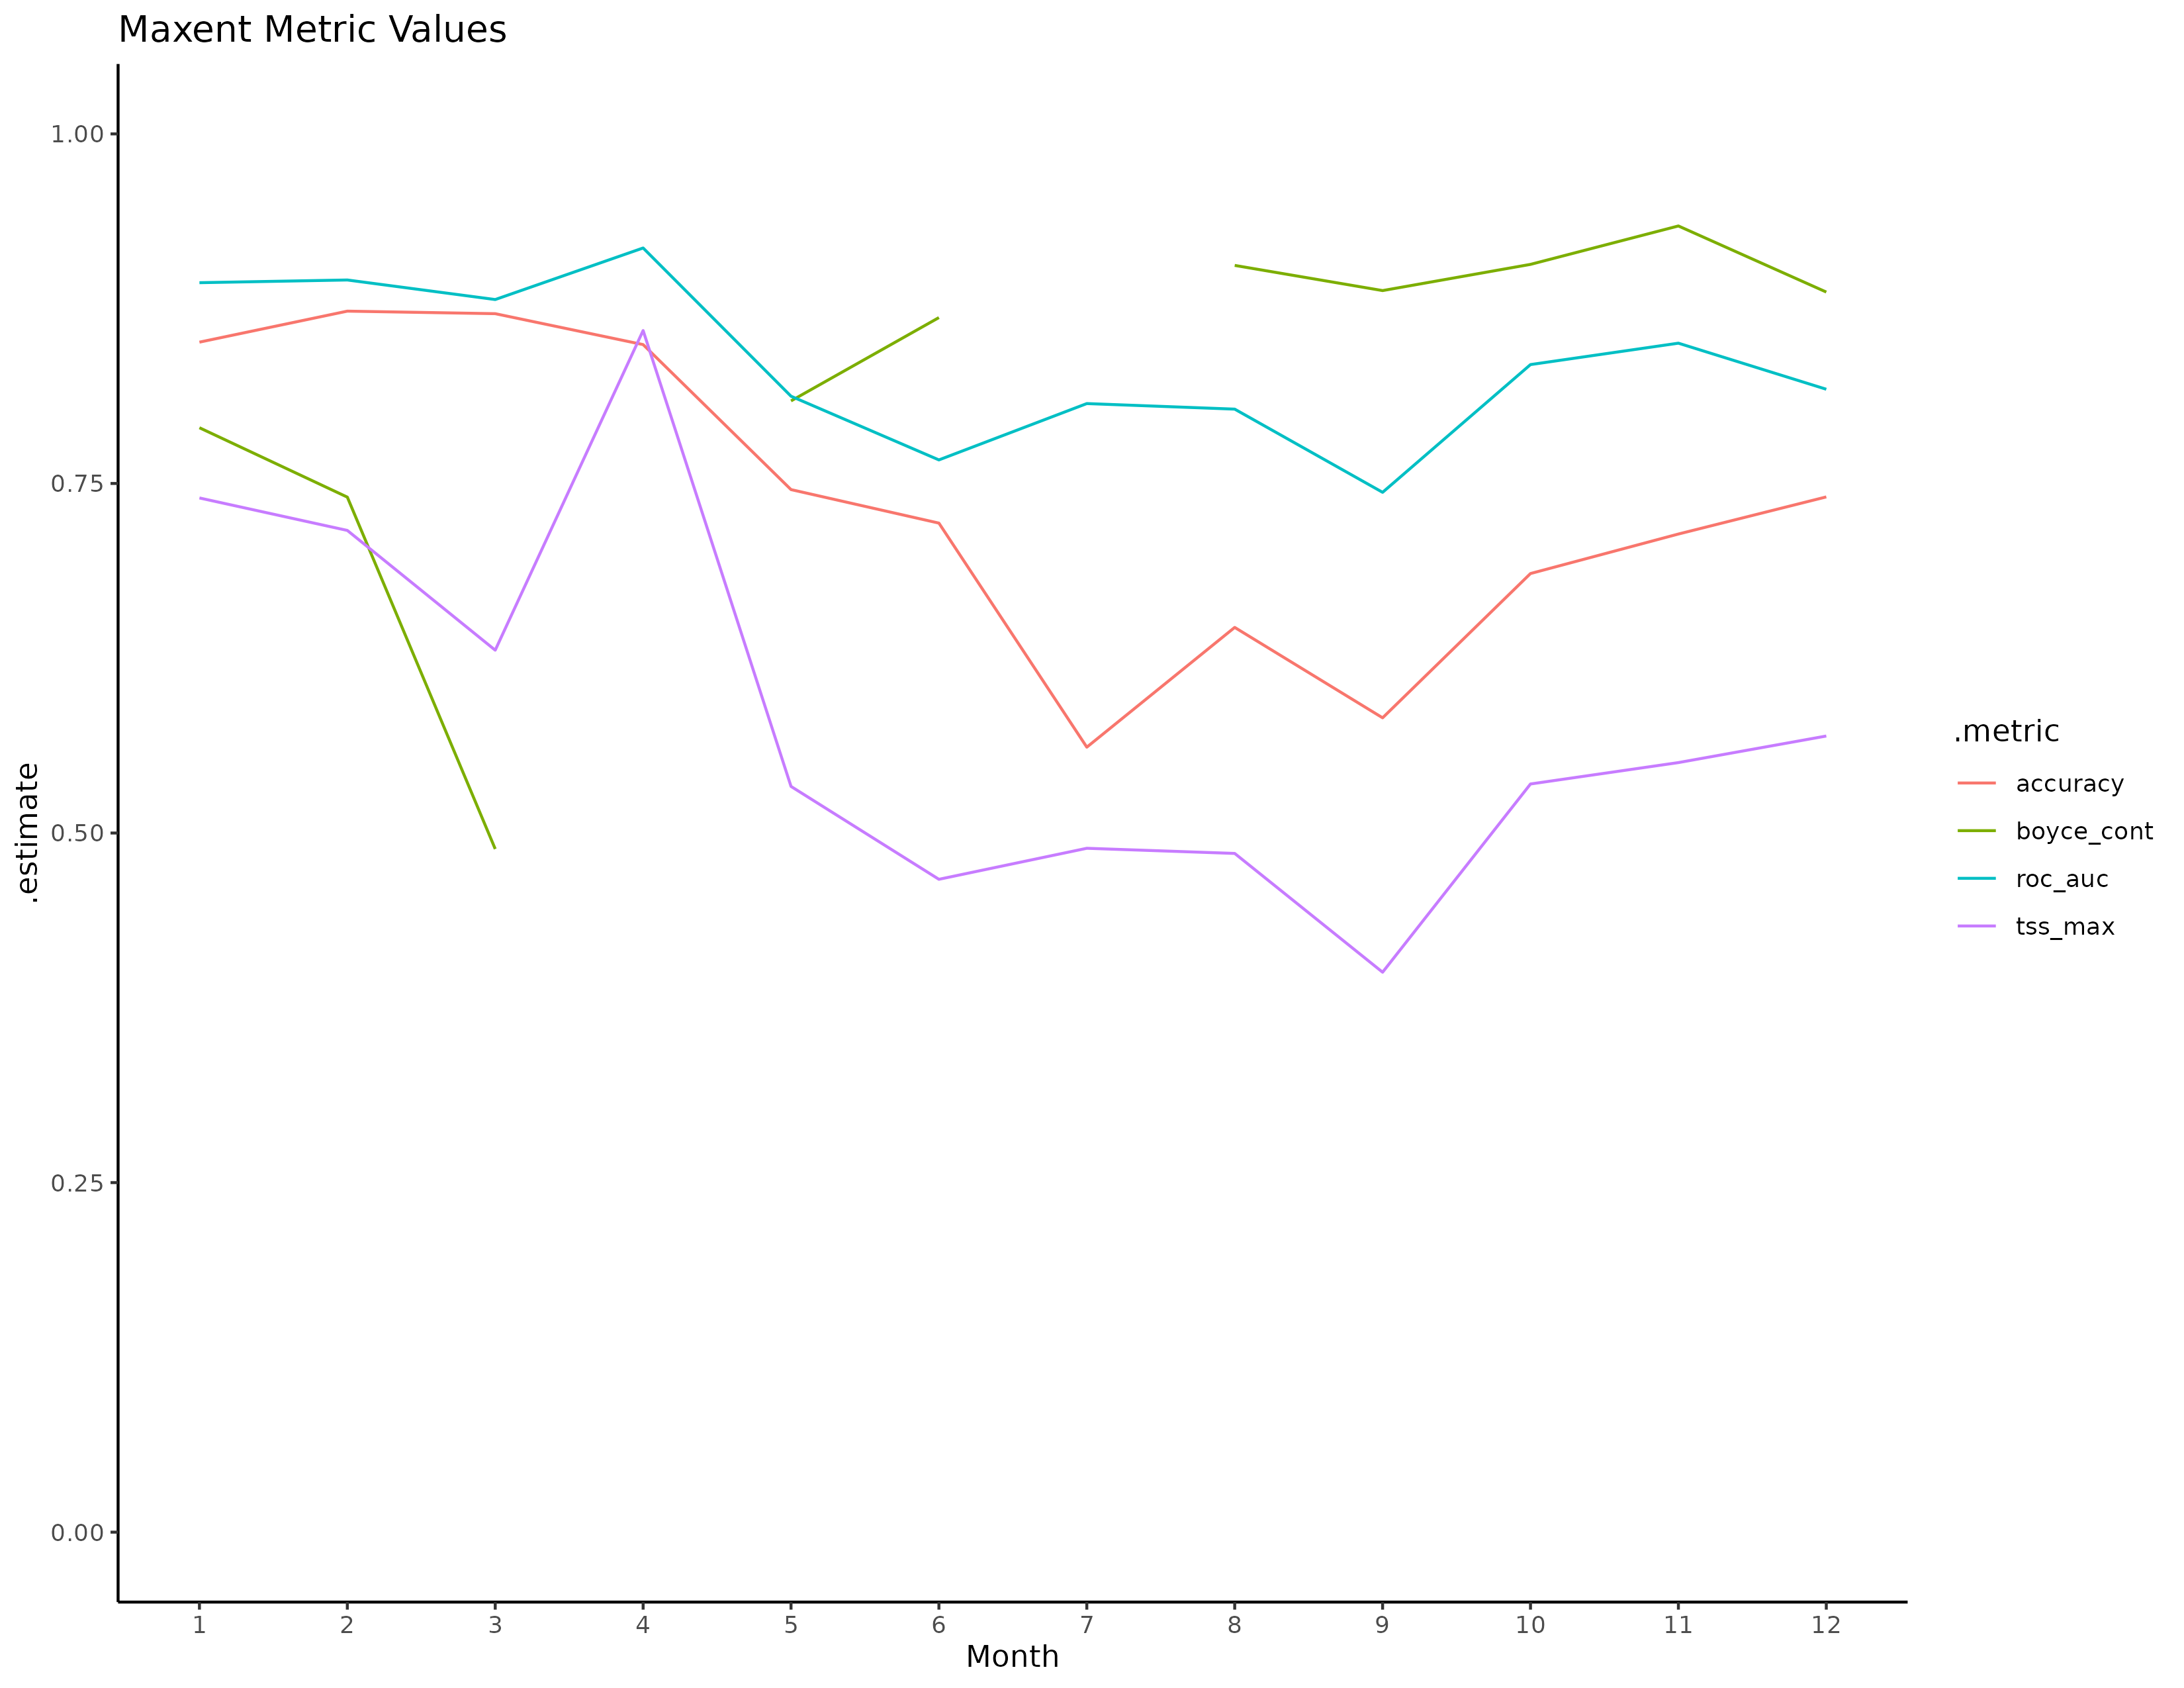 Maxent Metric Values
1.00
0.75
0.50
0.25
0.00
.estimate
1 2 3 4 5 6 7 8 9 10 11 12
Month
.metric
accuracy
boyce_cont
roc_auc
tss_max